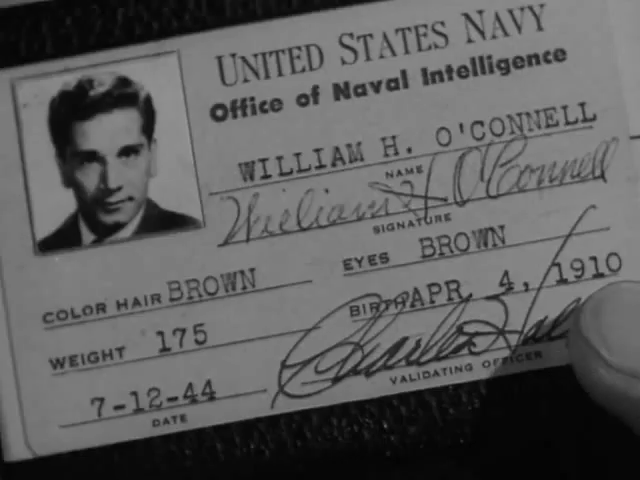 UNITED STATES NAVY
Office of Naval Intelligence
WILLIAM H. O'CONNELL
NAME
William H O'Connell
SIGNATURE
COLOR HAIR BROWN
EYES BROWN
WEIGHT 175
BIRTH APR 4, 1910
7-12-44
DATE
Charles
VALIDATING OFFICER